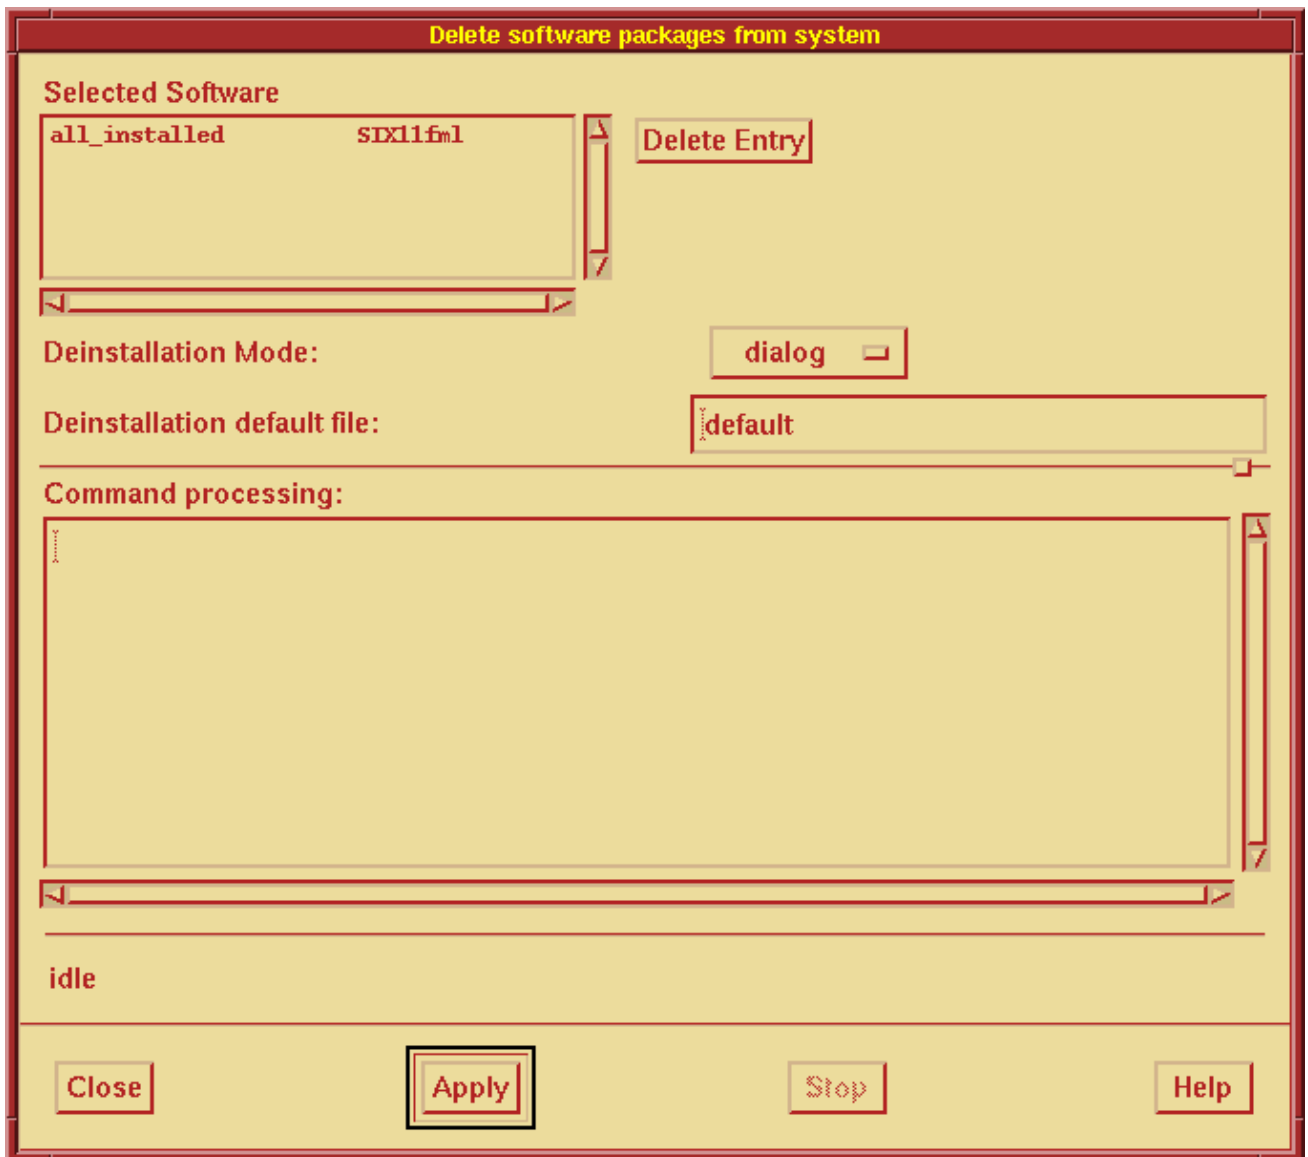 Delete software packages from system
Selected Software
all_installed SIX11fml
Delete Entry
Deinstallation Mode:
dialog
Deinstallation default file:
default
Command processing:
idle
Close
Apply
Stop
Help